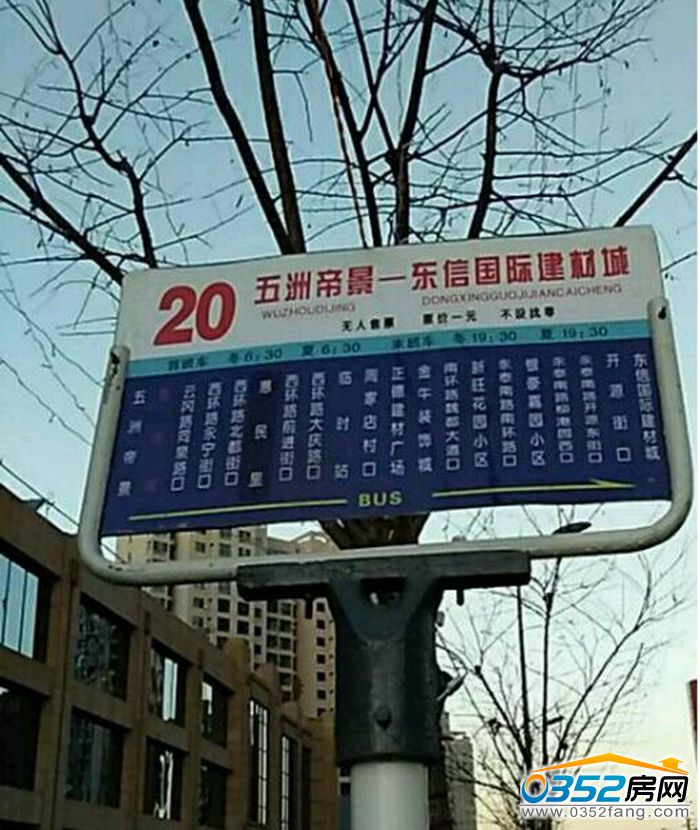 20
五洲帝景—东信国际建材城
WUZHOUDIJING DONGXINGGUOJIJIANCAICHENG
无人售票 票价一元 不设找零
首班车 冬6:30 夏6:30 末班车 冬19:30 夏19:30
五洲帝景
云冈路同泉路口
西环路永宁街口
西环路北都街口
惠民里
西环路前进街口
西环路大庆路口
临时站
周家店村口
正德建材广场
金牛装饰城
南环路魏都大道口
新旺花园小区
永泰南路南环路口
银豪嘉园小区
永泰南路柳港园西口
永泰南路开源东街口
开源街口
东信国际建材城
BUS
0352房网
www.0352fang.com